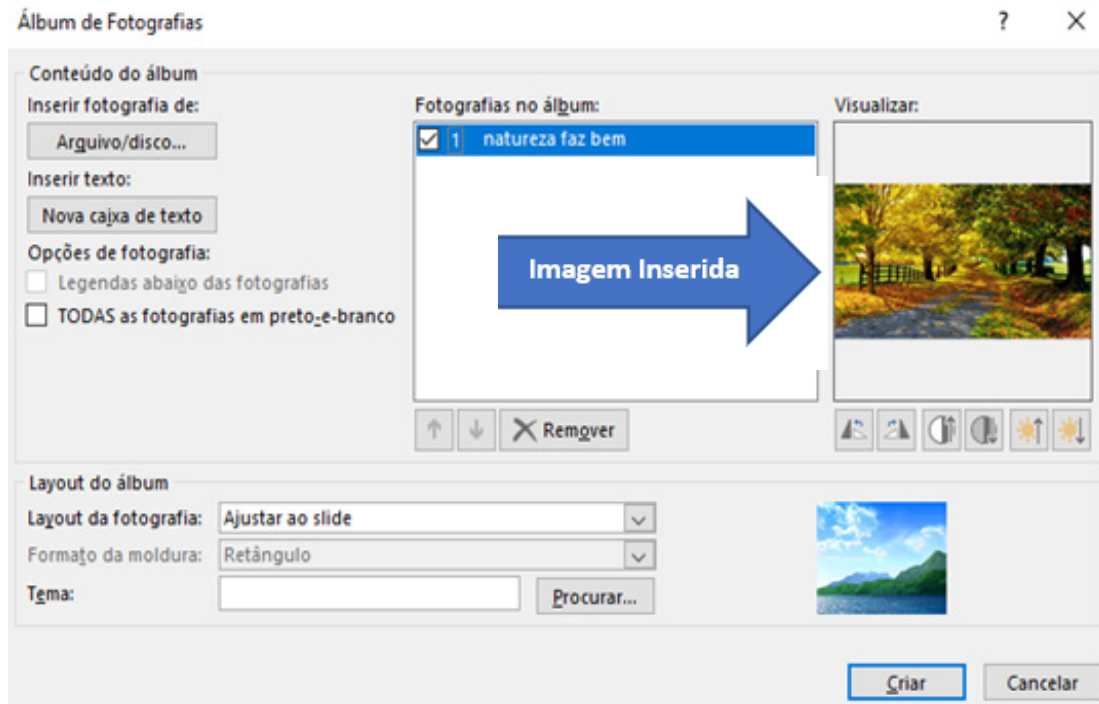 Álbum de Fotografias
Conteúdo do álbum
Inserir fotografia de:
Arquivo/disco...
Inserir texto:
Nova caixa de texto
Opções de fotografia:
Legendas abaixo das fotografias
TODAS as fotografias em preto-e-branco
Fotografias no álbum:
1 natureza faz bem
Imagem Inserida
Remover
Visualizar:
Layout do álbum
Layout da fotografia: Ajustar ao slide
Formato da moldura: Retângulo
Tema:
Procurar...
Criar
Cancelar